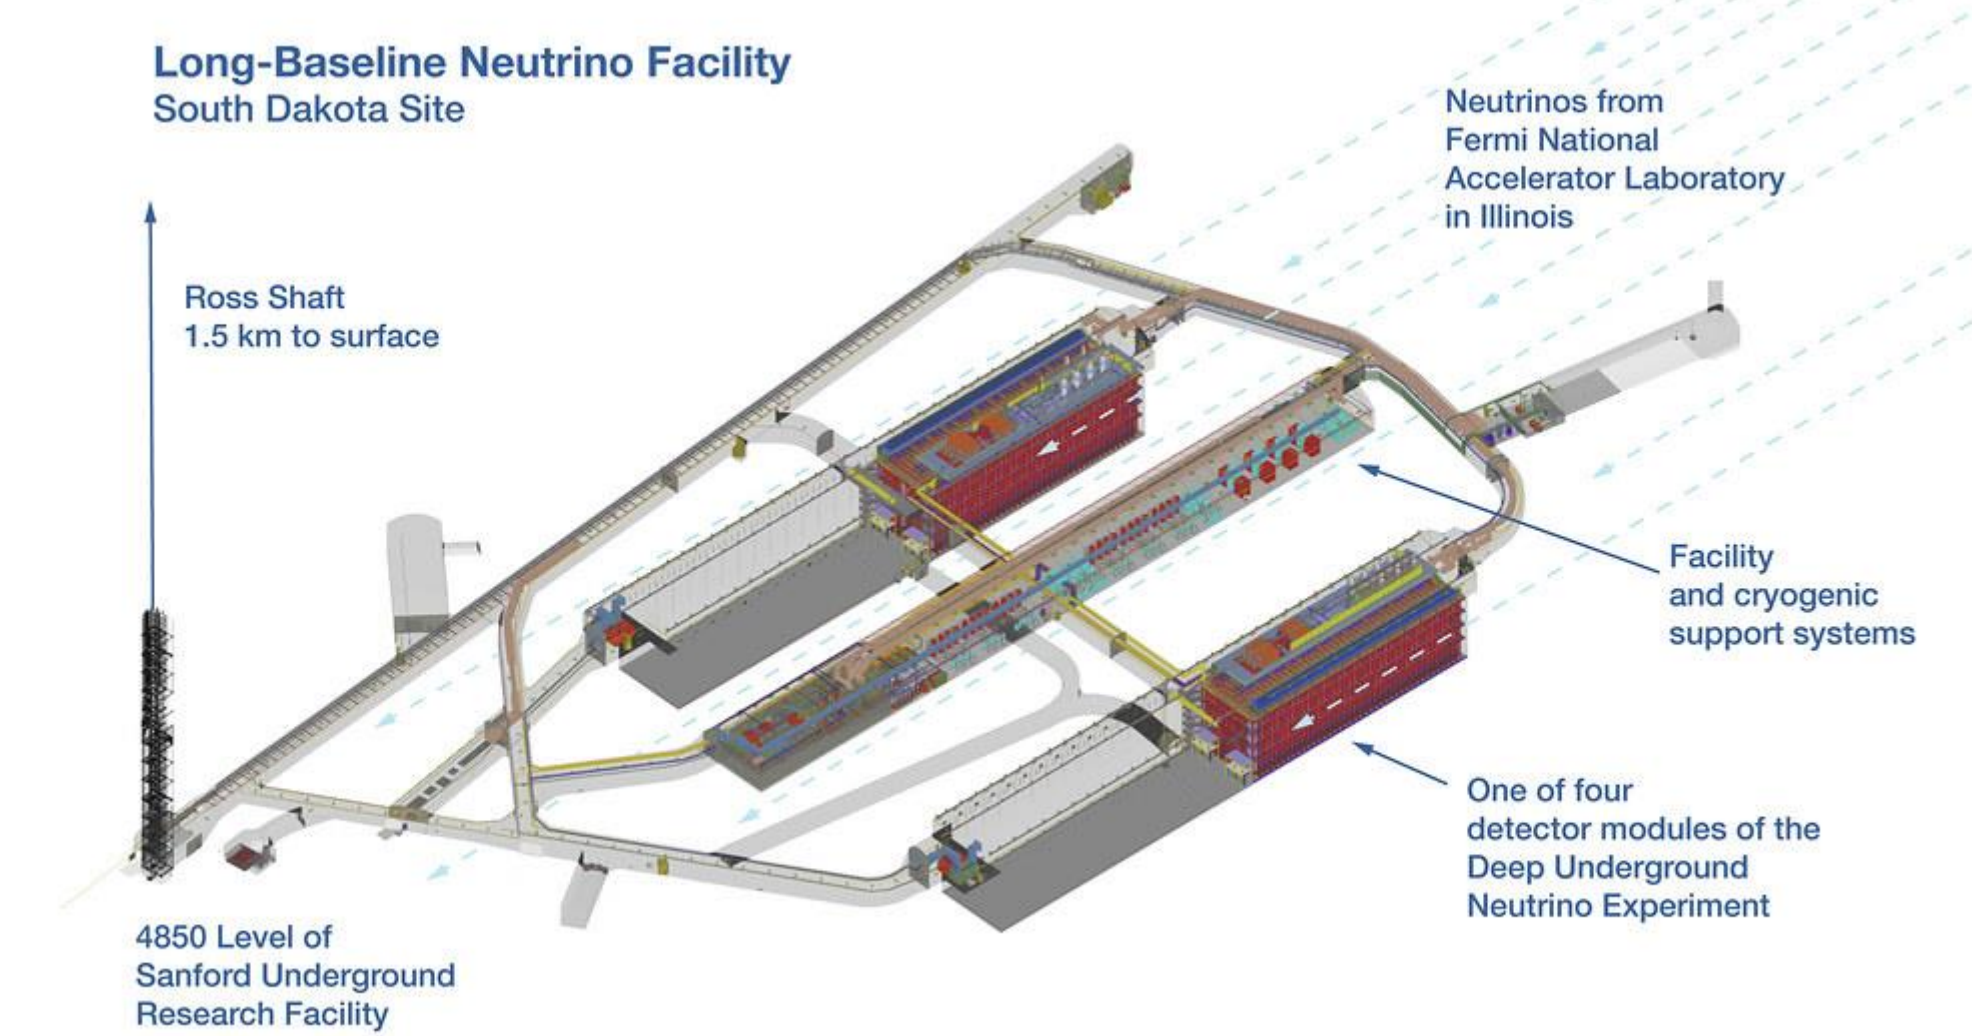 Long-Baseline Neutrino Facility
South Dakota Site
Neutrinos from
Fermi National
Accelerator Laboratory
in Illinois
Ross Shaft
1.5 km to surface
Facility
and cryogenic
support systems
One of four
detector modules of the
Deep Underground
Neutrino Experiment
4850 Level of
Sanford Underground
Research Facility